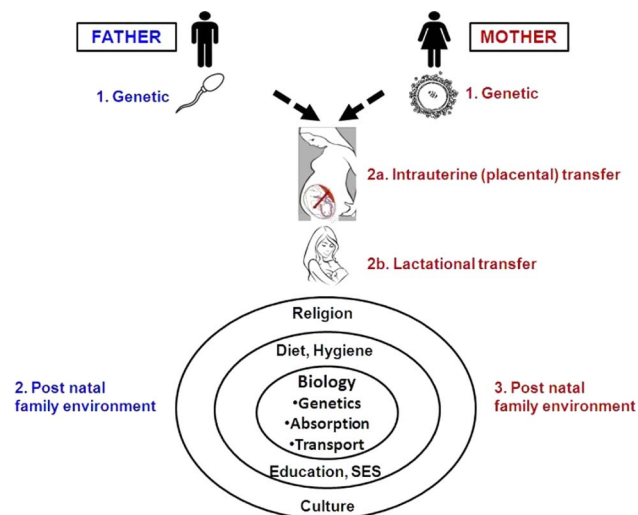 FATHER
MOTHER
1. Genetic
1. Genetic
2a. Intrauterine (placental) transfer
2b. Lactational transfer
Religion
Diet, Hygiene
Biology
•Genetics
•Absorption
•Transport
Education, SES
Culture
2. Post natal
family environment
3. Post natal
family environment